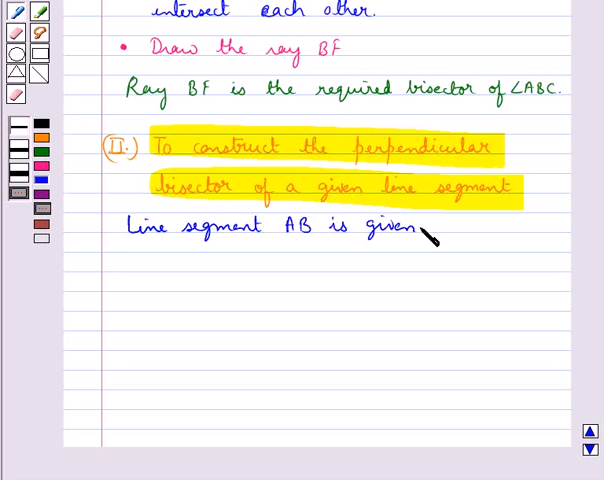 intersect each other.
• Draw the ray BF
Ray BF is the required bisector of ∠ABC.
(II.) To construct the perpendicular
bisector of a given line segment
Line segment AB is given